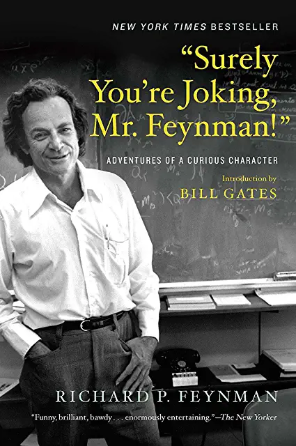 NEW YORK TIMES BESTSELLER
“Surely
You’re Joking,
Mr. Feynman!”
ADVENTURES OF A CURIOUS CHARACTER
Introduction by
BILL GATES
RICHARD P. FEYNMAN
“Funny, brilliant, bawdy . . . enormously entertaining.”—The New Yorker